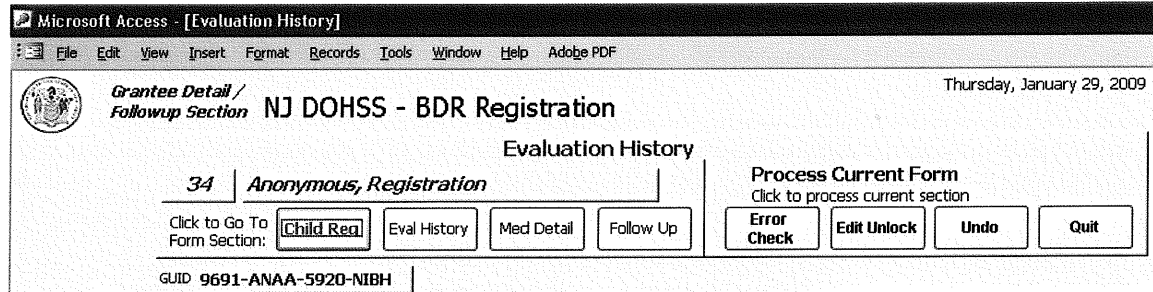 Microsoft Access - [Evaluation History]
File Edit View Insert Format Records Tools Window Help Adobe PDF
Grantee Detail / Followup Section NJ DOHSS - BDR Registration Thursday, January 29, 2009
Evaluation History
34 Anonymous, Registration
Process Current Form
Click to process current section
Click to Go To Form Section: Child Reg Eval History Med Detail Follow Up
Error Check Edit Unlock Undo Quit
GUID 9691-ANAA-5920-NIBH